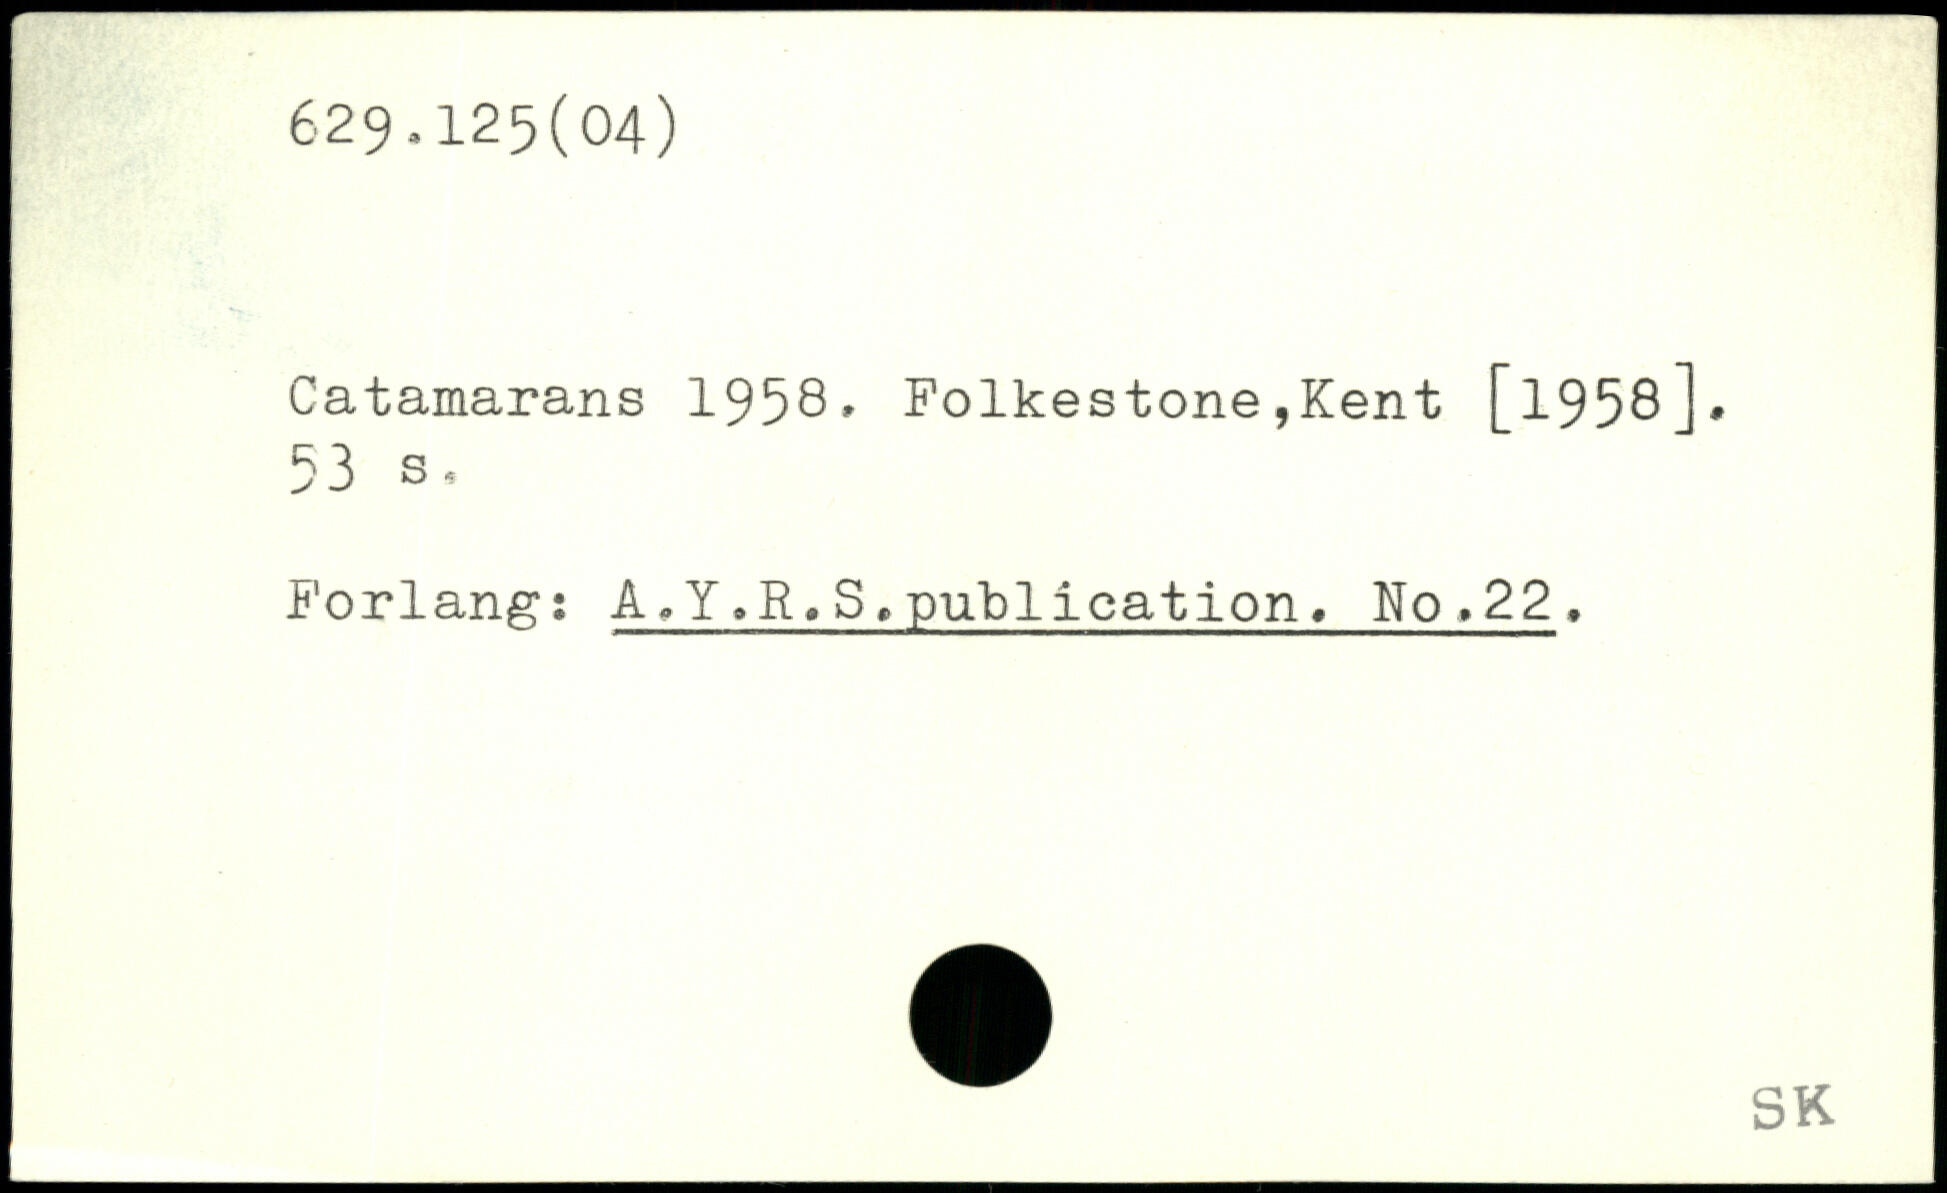 629.125(04)
Catamarans 1958. Folkestone,Kent [1958].
53 s.
Forlang: A.Y.R.S.publication. No.22.
SK